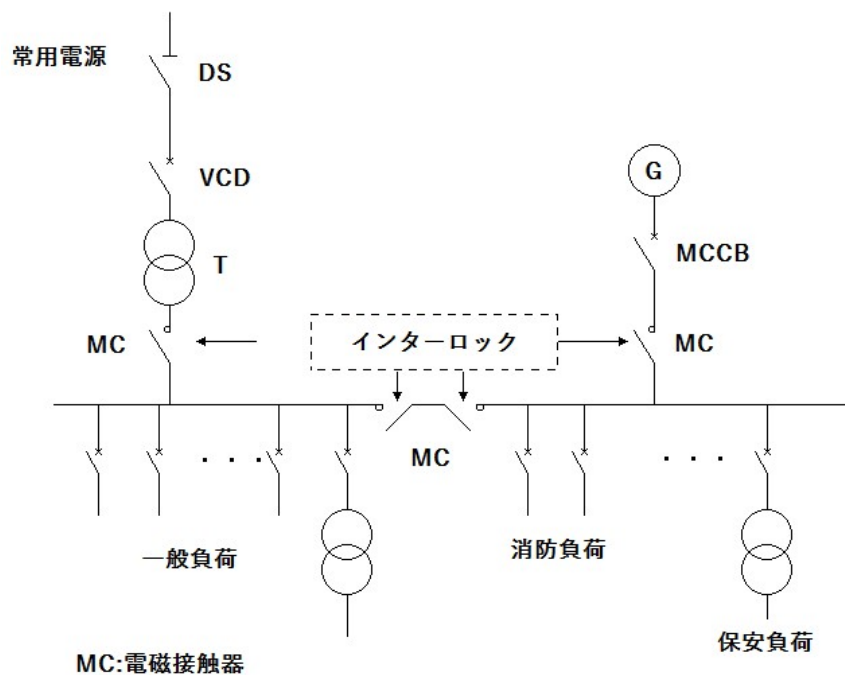 常用電源
DS
VCD
G
T
MCCB
MC
インターロック
MC
MC
一般負荷
消防負荷
保安負荷
MC:電磁接触器